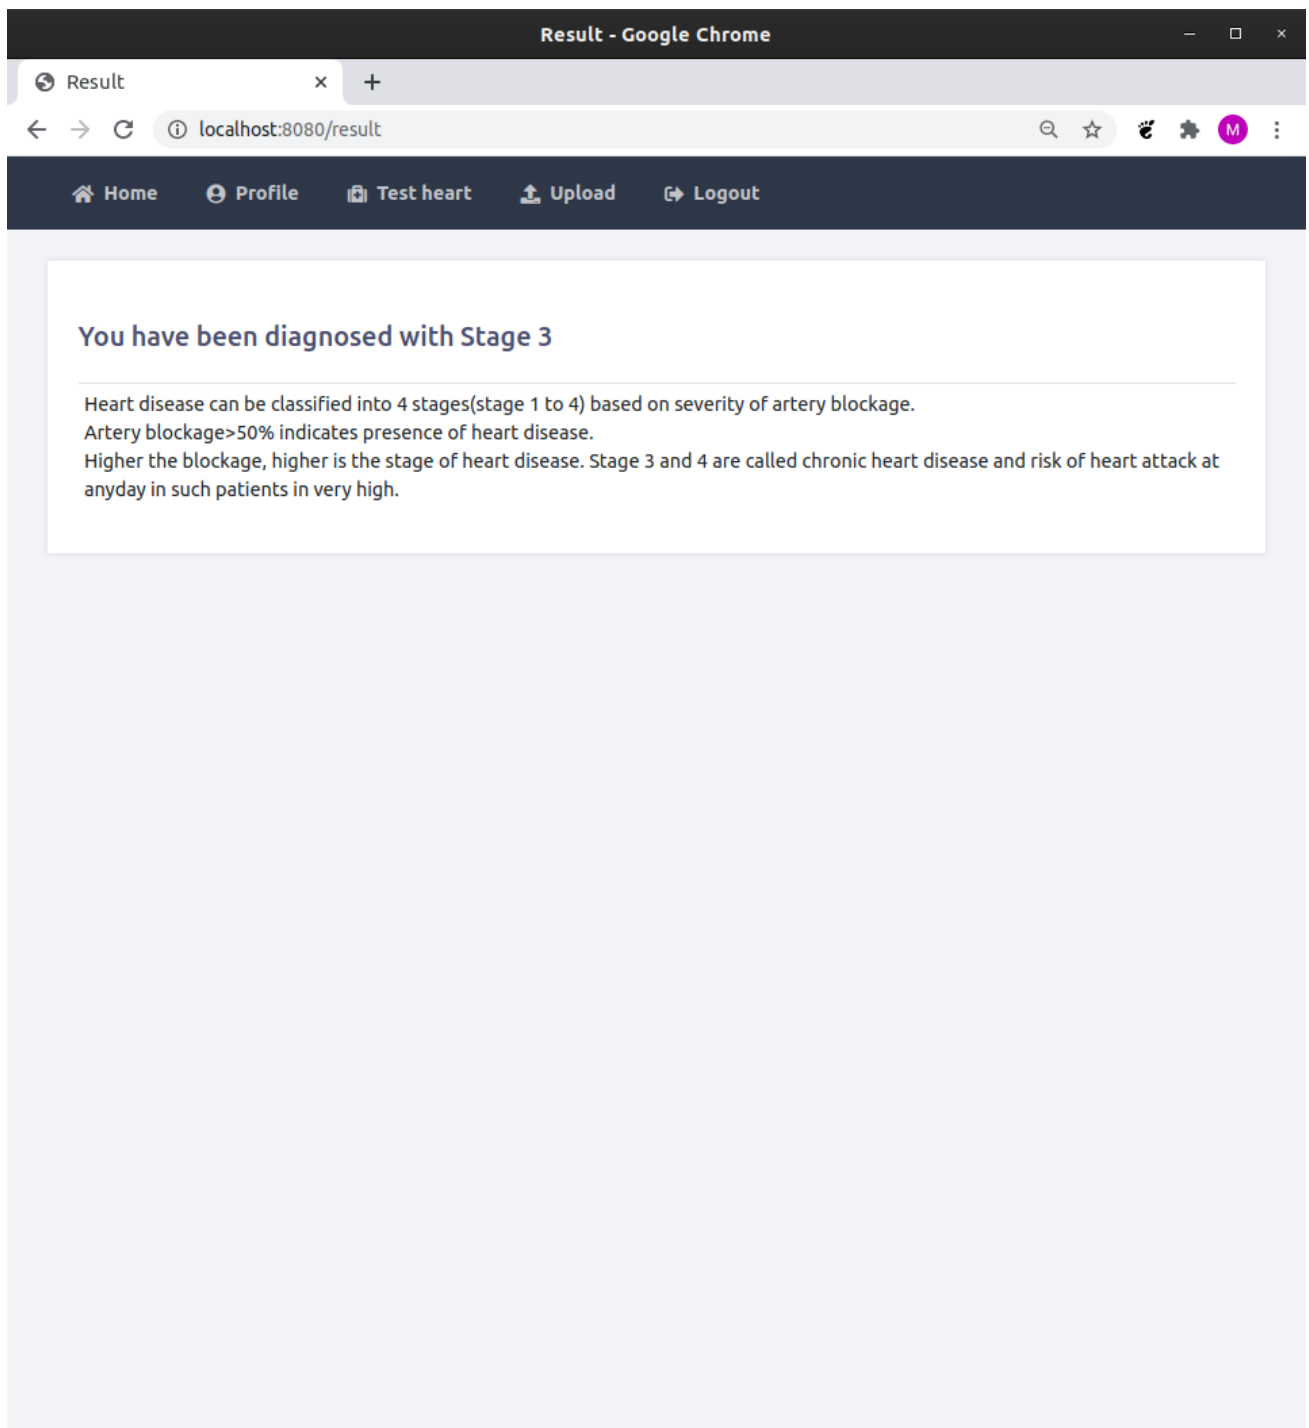 Result - Google Chrome
Result
localhost:8080/result
M
Home Profile Test heart Upload Logout
You have been diagnosed with Stage 3
Heart disease can be classified into 4 stages(stage 1 to 4) based on severity of artery blockage.
Artery blockage>50% indicates presence of heart disease.
Higher the blockage, higher is the stage of heart disease. Stage 3 and 4 are called chronic heart disease and risk of heart attack at
anyday in such patients in very high.